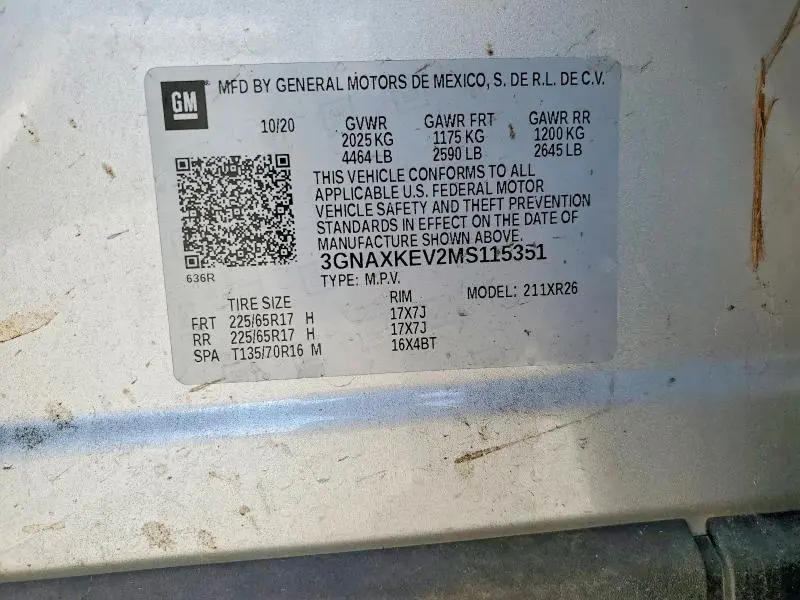 GM
MFD BY GENERAL MOTORS DE MEXICO, S. DE R.L. DE C.V.
10/20 GVWR GAWR FRT GAWR RR
2025 KG 1175 KG 1200 KG
4464 LB 2590 LB 2645 LB
THIS VEHICLE CONFORMS TO ALL
APPLICABLE U.S. FEDERAL MOTOR
VEHICLE SAFETY AND THEFT PREVENTION
STANDARDS IN EFFECT ON THE DATE OF
MANUFACTURE SHOWN ABOVE.
3GNAXKEV2MS115351
636R
TYPE: M.P.V. MODEL: 211XR26
TIRE SIZE RIM
FRT 225/65R17 H 17X7J
RR 225/65R17 H 17X7J
SPA T135/70R16 M 16X4BT